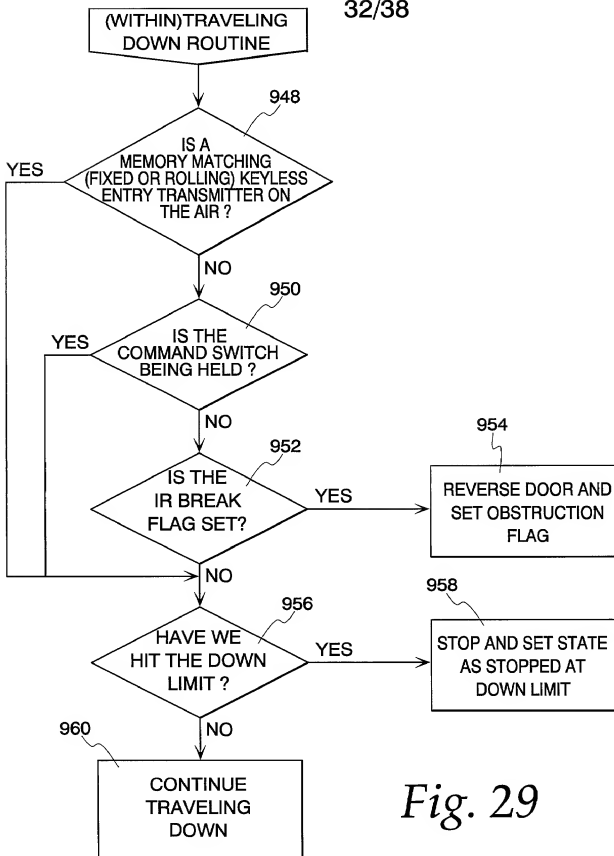 32/38
(WITHIN)TRAVELING
DOWN ROUTINE
948
IS A
MEMORY MATCHING
(FIXED OR ROLLING) KEYLESS
ENTRY TRANSMITTER ON
THE AIR ?
YES
NO
950
IS THE
COMMAND SWITCH
BEING HELD ?
YES
NO
952
IS THE
IR BREAK
FLAG SET?
YES
954
REVERSE DOOR AND
SET OBSTRUCTION
FLAG
NO
956
HAVE WE
HIT THE DOWN
LIMIT ?
YES
958
STOP AND SET STATE
AS STOPPED AT
DOWN LIMIT
NO
960
CONTINUE
TRAVELING
DOWN
Fig. 29